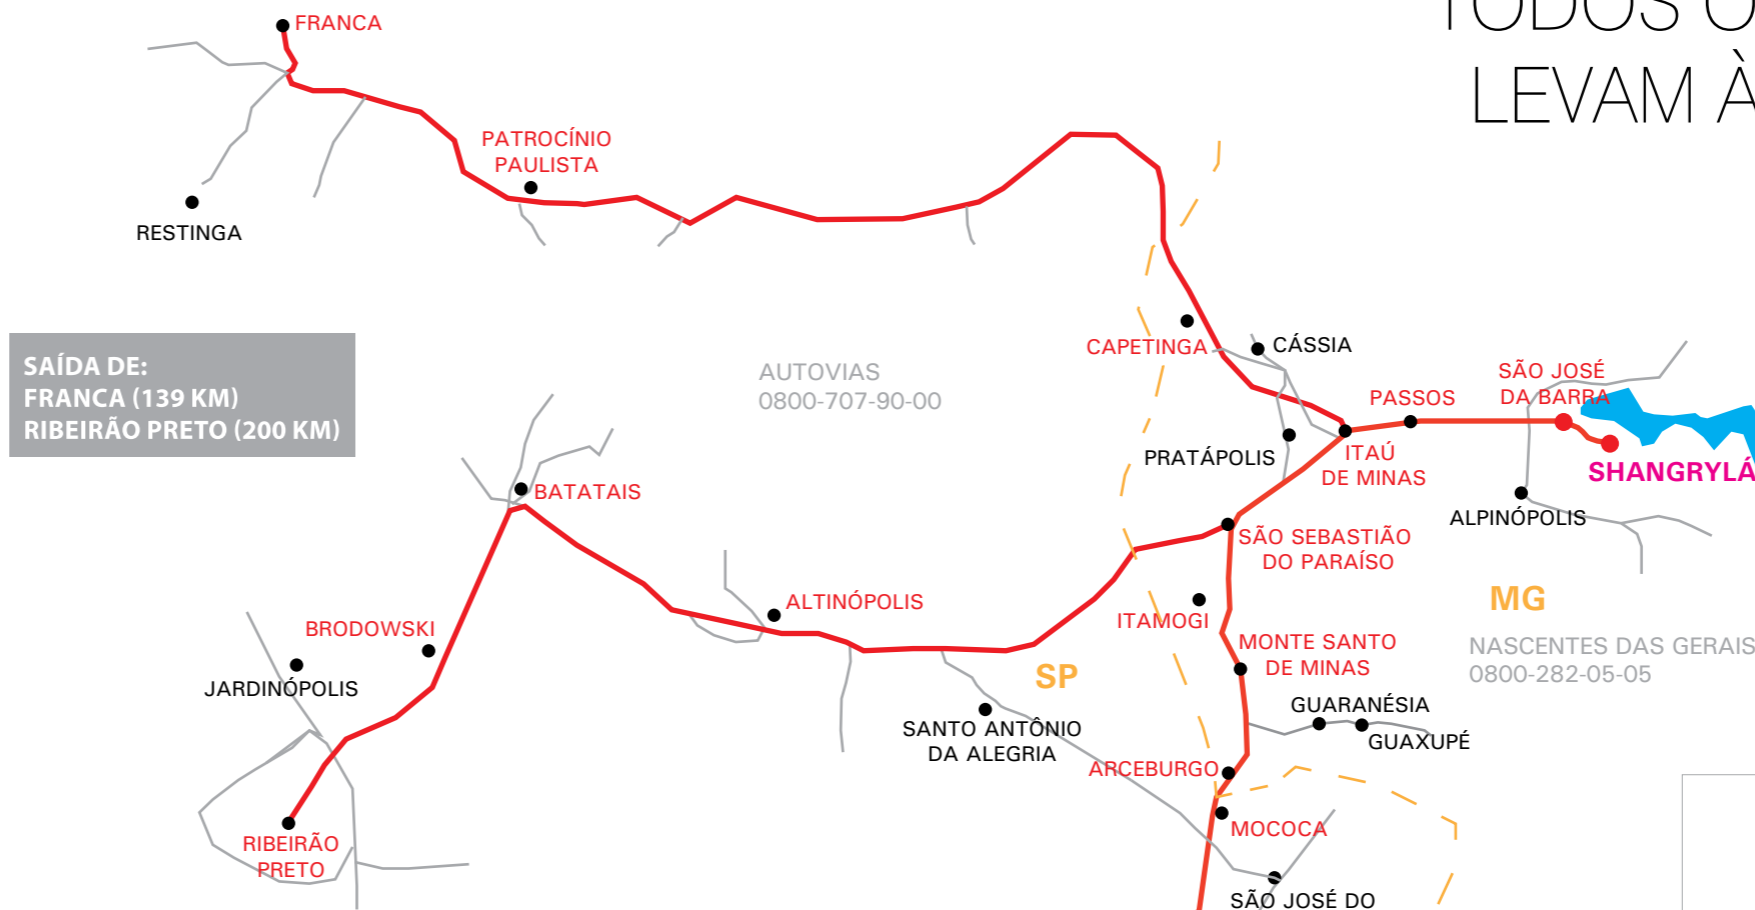 TODOS O
LEVAM À
FRANCA
PATROCÍNIO
PAULISTA
RESTINGA
SAÍDA DE:
FRANCA (139 KM)
RIBEIRÃO PRETO (200 KM)
AUTOVIAS
0800-707-90-00
CAPETINGA
CÁSSIA
SÃO JOSÉ
DA BARRA
PASSOS
PRATÁPOLIS
ITAÚ
DE MINAS
SHANGRYLÁ
ALPINÓPOLIS
BATATAIS
SÃO SEBASTIÃO
DO PARAÍSO
ALTINÓPOLIS
ITAMOGI
MG
BRODOWSKI
JARDINÓPOLIS
MONTE SANTO
DE MINAS
NASCENTES DAS GERAIS
0800-282-05-05
SP
SANTO ANTÔNIO
DA ALEGRIA
GUARANÉSIA
GUAXUPÉ
ARCEBURGO
MOCOCA
RIBEIRÃO
PRETO
SÃO JOSÉ DO